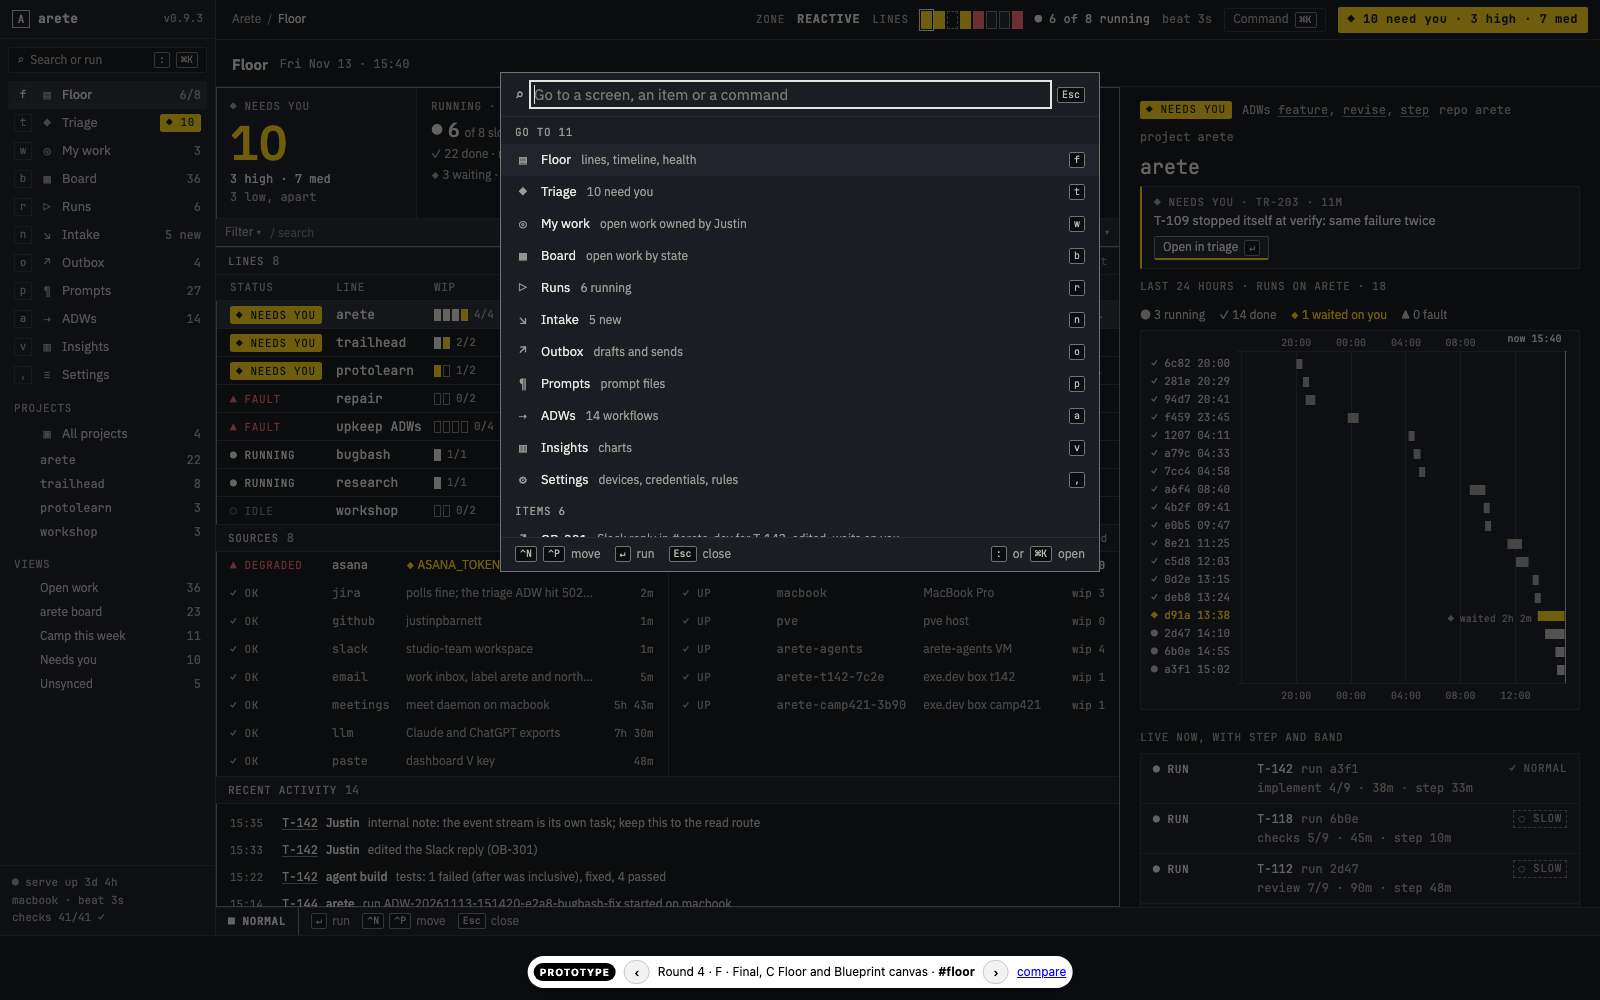 A arete v0.9.3
Search or run : ⌘K
f Floor 6/8
t Triage ◆ 10
w My work 3
b Board 36
r Runs 6
n Intake 5 new
o Outbox 4
p Prompts 27
a ADWs 14
v Insights
, Settings
PROJECTS
All projects 4
arete 22
trailhead 8
protolearn 3
workshop 3
VIEWS
Open work 36
arete board 23
Camp this week 11
Needs you 10
Unsynced 5
● serve up 3d 4h
macbook · beat 3s
checks 41/41 ✓
Arete / Floor
ZONE REACTIVE LINES ● 6 of 8 running beat 3s Command ⌘K ◆ 10 need you · 3 high · 7 med
Floor Fri Nov 13 · 15:40
◆ NEEDS YOU
10
3 high · 7 med
3 low, apart
RUNNING ·
● 6 of 8 slo
✓ 22 done ·
◆ 3 waiting ·
Filter ▾ / search
LINES 8
STATUS LINE WIP
◆ NEEDS YOU arete 4/4
◆ NEEDS YOU trailhead 2/2
◆ NEEDS YOU protolearn 1/2
▲ FAULT repair 0/2
▲ FAULT upkeep ADWs 0/4
● RUNNING bugbash 1/1
● RUNNING research 1/1
○ IDLE workshop 0/2
SOURCES 8
▲ DEGRADED asana ◆ ASANA_TOKEN
✓ OK jira polls fine; the triage ADW hit 502… 2m
✓ OK github justinpbarnett 1m
✓ OK slack studio-team workspace 1m
✓ OK email work inbox, label arete and north… 5m
✓ OK meetings meet daemon on macbook 5h 43m
✓ OK llm Claude and ChatGPT exports 7h 30m
✓ OK paste dashboard V key 48m
✓ UP macbook MacBook Pro wip 3
✓ UP pve pve host wip 0
✓ UP arete-agents arete-agents VM wip 4
✓ UP arete-t142-7c2e exe.dev box t142 wip 1
✓ UP arete-camp421-3b90 exe.dev box camp421 wip 1
RECENT ACTIVITY 14
15:35 T-142 Justin internal note: the event stream is its own task; keep this to the read route
15:33 T-142 Justin edited the Slack reply (OB-301)
15:22 T-142 agent build tests: 1 failed (after was inclusive), fixed, 4 passed
15:14 T-144 arete run ADW-20261113-151420-e2a8-bugbash-fix started on macbook
■ NORMAL ↵ run ^N ^P move Esc close
Go to a screen, an item or a command Esc
GO TO 11
Floor lines, timeline, health f
Triage 10 need you t
My work open work owned by Justin w
Board open work by state b
Runs 6 running r
Intake 5 new n
Outbox drafts and sends o
Prompts prompt files p
ADWs 14 workflows a
Insights charts v
Settings devices, credentials, rules ,
ITEMS 6
OB-301 Slack reply in #arete-dev for T-142, edited, waits on you
^N ^P move ↵ run Esc close : or ⌘K open
◆ NEEDS YOU ADWs feature, revise, step repo arete
project arete
arete
◆ NEEDS YOU · TR-203 · 11M
T-109 stopped itself at verify: same failure twice
Open in triage ↵
LAST 24 HOURS · RUNS ON ARETE · 18
● 3 running ✓ 14 done ◆ 1 waited on you ▲ 0 fault
20:00 00:00 04:00 08:00 now 15:40
✓ 6c82 20:00
✓ 281e 20:29
✓ 94d7 20:41
✓ f459 23:45
✓ 1207 04:11
✓ a79c 04:33
✓ 7cc4 04:58
✓ a6f4 08:40
✓ 4b2f 09:41
✓ e0b5 09:47
✓ 8e21 11:25
✓ c5d8 12:03
✓ 0d2e 13:15
✓ deb8 13:24
◆ d91a 13:38 ◆ waited 2h 2m
● 2d47 14:10
● 6b0e 14:55
● a3f1 15:02
20:00 00:00 04:00 08:00 12:00
LIVE NOW, WITH STEP AND BAND
● RUN T-142 run a3f1 ✓ NORMAL
implement 4/9 · 38m · step 33m
● RUN T-118 run 6b0e ◌ SLOW
checks 5/9 · 45m · step 10m
● RUN T-112 run 2d47 ◌ SLOW
review 7/9 · 90m · step 48m
PROTOTYPE ‹ Round 4 · F · Final, C Floor and Blueprint canvas · #floor › compare